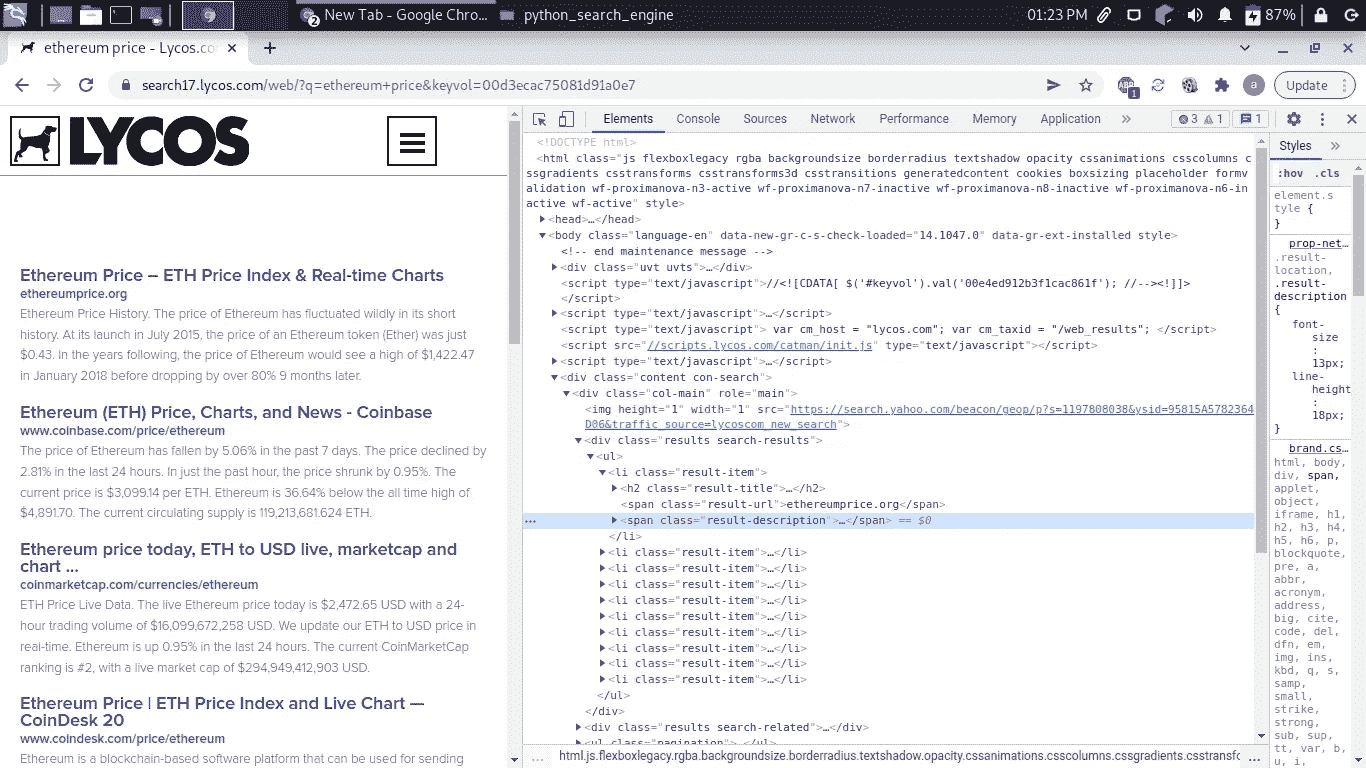 2 New Tab - Google Chro... python_search_engine 01:23 PM 87%
ethereum price - Lycos.co
search17.lycos.com/web/?q=ethereum+price&keyvol=00d3ecac75081d91a0e7 ABP 1 a Update
LYCOS
Ethereum Price – ETH Price Index & Real-time Charts
ethereumprice.org
Ethereum Price History. The price of Ethereum has fluctuated wildly in its short
history. At its launch in July 2015, the price of an Ethereum token (Ether) was just
$0.43. In the years following, the price of Ethereum would see a high of $1,422.47
in January 2018 before dropping by over 80% 9 months later.
Ethereum (ETH) Price, Charts, and News - Coinbase
www.coinbase.com/price/ethereum
The price of Ethereum has fallen by 5.06% in the past 7 days. The price declined by
2.81% in the last 24 hours. In just the past hour, the price shrunk by 0.95%. The
current price is $3,099.14 per ETH. Ethereum is 36.64% below the all time high of
$4,891.70. The current circulating supply is 119,213,681.624 ETH.
Ethereum price today, ETH to USD live, marketcap and
chart ...
coinmarketcap.com/currencies/ethereum
ETH Price Live Data. The live Ethereum price today is $2,472.65 USD with a 24-
hour trading volume of $16,099,672,258 USD. We update our ETH to USD price in
real-time. Ethereum is up 0.95% in the last 24 hours. The current CoinMarketCap
ranking is #2, with a live market cap of $294,949,412,903 USD.
Ethereum Price | ETH Price Index and Live Chart —
CoinDesk 20
www.coindesk.com/price/ethereum
Ethereum is a blockchain-based software platform that can be used for sending
Elements Console Sources Network Performance Memory Application » 3 1 1
<!DOCTYPE html>
<html class="js flexboxlegacy rgba backgroundsize borderradius textshadow opacity cssanimations csscolumns c
ssgradients csstransforms csstransforms3d csstransitions generatedcontent cookies boxsizing placeholder formv
alidation wf-proximanova-n3-active wf-proximanova-n7-inactive wf-proximanova-n8-inactive wf-proximanova-n6-in
active wf-active" style>
<head>…</head>
<body class="language-en" data-new-gr-c-s-check-loaded="14.1047.0" data-gr-ext-installed style>
<!-- end maintenance message -->
<div class="uvt uvts">…</div>
<script type="text/javascript">//<![CDATA[ $('#keyvol').val('00e4ed912b3f1cac861f'); //--><!]]>
</script>
<script type="text/javascript">…</script>
<script type="text/javascript"> var cm_host = "lycos.com"; var cm_taxid = "/web_results"; </script>
<script src="//scripts.lycos.com/catman/init.js" type="text/javascript"></script>
<script type="text/javascript">…</script>
<div class="content con-search">
<div class="col-main" role="main">
<img height="1" width="1" src="https://search.yahoo.com/beacon/geop/p?s=1197808038&ysid=95815A5782364
D06&traffic_source=lycoscom_new_search">
<div class="results search-results">
<ul>
<li class="result-item">
<h2 class="result-title">…</h2>
<span class="result-url">ethereumprice.org</span>
<span class="result-description">…</span> == $0
</li>
<li class="result-item">…</li>
<li class="result-item">…</li>
<li class="result-item">…</li>
<li class="result-item">…</li>
<li class="result-item">…</li>
<li class="result-item">…</li>
<li class="result-item">…</li>
<li class="result-item">…</li>
<li class="result-item">…</li>
</ul>
</div>
<div class="results search-related">…</div>
<ul class="pagination">…</ul>
... html.js.flexboxlegacy.rgba.backgroundsize.borderradius.textshadow.opacity.cssanimations.csscolumns.cssgradients.csstransfo ...
Styles »
:hov .cls
element.s
tyle {
}
prop-net…
.result-
location,
.result-
description
{
font-
size
:
13px;
line-
height
:
18px;
}
brand.cs…
html, body,
div, span,
applet,
object,
iframe, h1,
h2, h3, h4,
h5, h6, p,
blockquote,
pre, a,
abbr,
acronym,
address,
big, cite,
code, del,
dfn, em,
img, ins,
kbd, q, s,
samp,
small,
strike,
strong,
sub, sup,
tt, var, b,
u, i,